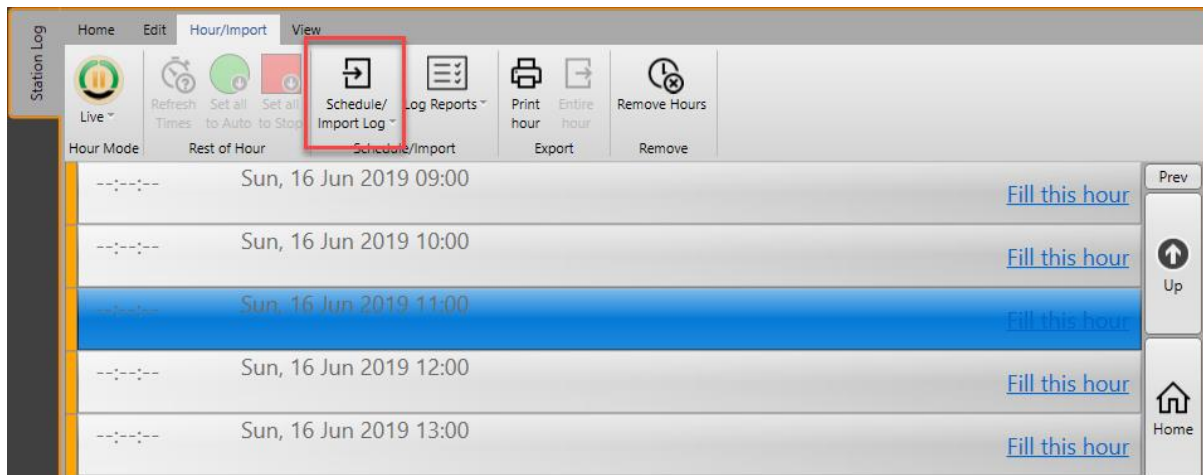 Station Log
Home Edit Hour/Import View
Live
Refresh Times
Set all to Auto
Set all to Stop
Schedule/
Import Log
Log Reports
Print
hour
Entire
hour
Remove Hours
Hour Mode Rest of Hour Schedule/Import Export Remove
--:--:-- Sun, 16 Jun 2019 09:00 Fill this hour
--:--:-- Sun, 16 Jun 2019 10:00 Fill this hour
--:--:-- Sun, 16 Jun 2019 11:00 Fill this hour
--:--:-- Sun, 16 Jun 2019 12:00 Fill this hour
--:--:-- Sun, 16 Jun 2019 13:00 Fill this hour
Prev
Up
Home